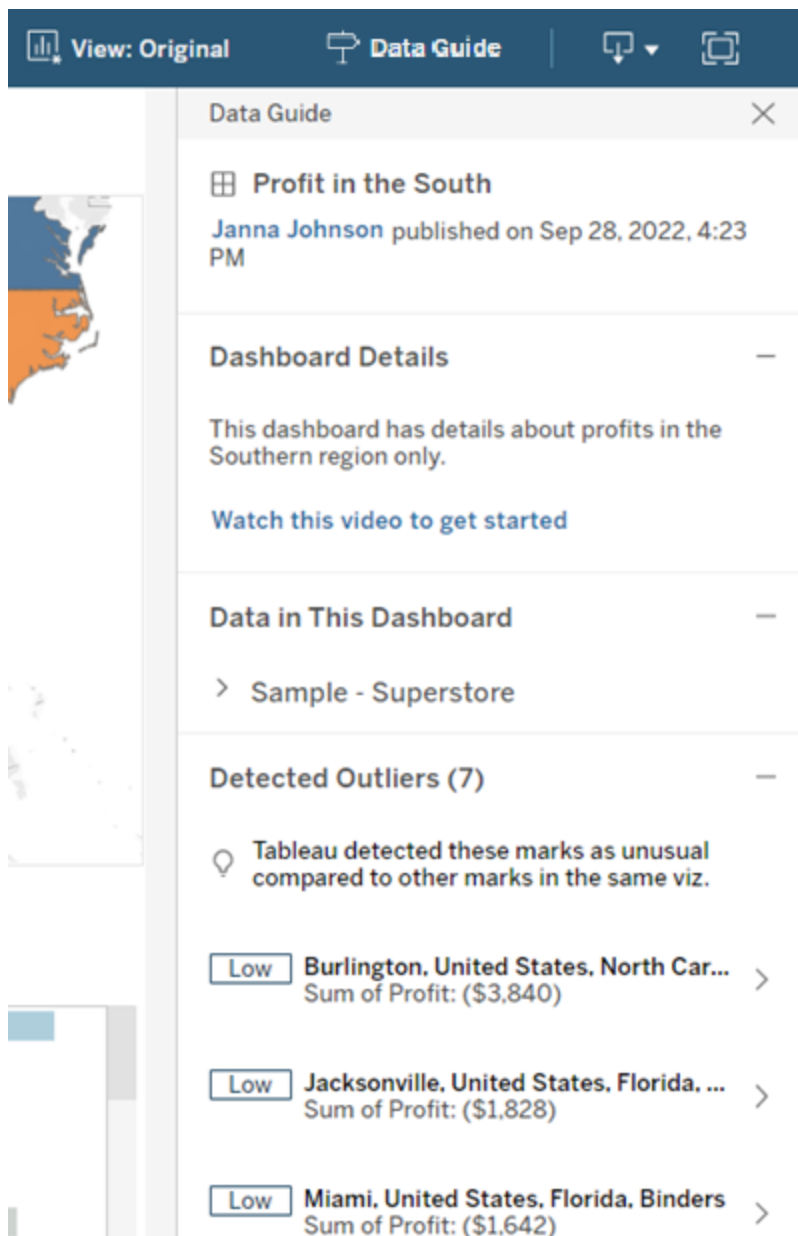 View: Original
Data Guide
Data Guide
Profit in the South
Janna Johnson published on Sep 28, 2022, 4:23
PM
Dashboard Details
This dashboard has details about profits in the
Southern region only.
Watch this video to get started
Data in This Dashboard
Sample - Superstore
Detected Outliers (7)
Tableau detected these marks as unusual
compared to other marks in the same viz.
Low Burlington, United States, North Car...
Sum of Profit: ($3,840)
Low Jacksonville, United States, Florida, ...
Sum of Profit: ($1,828)
Low Miami, United States, Florida, Binders
Sum of Profit: ($1,642)